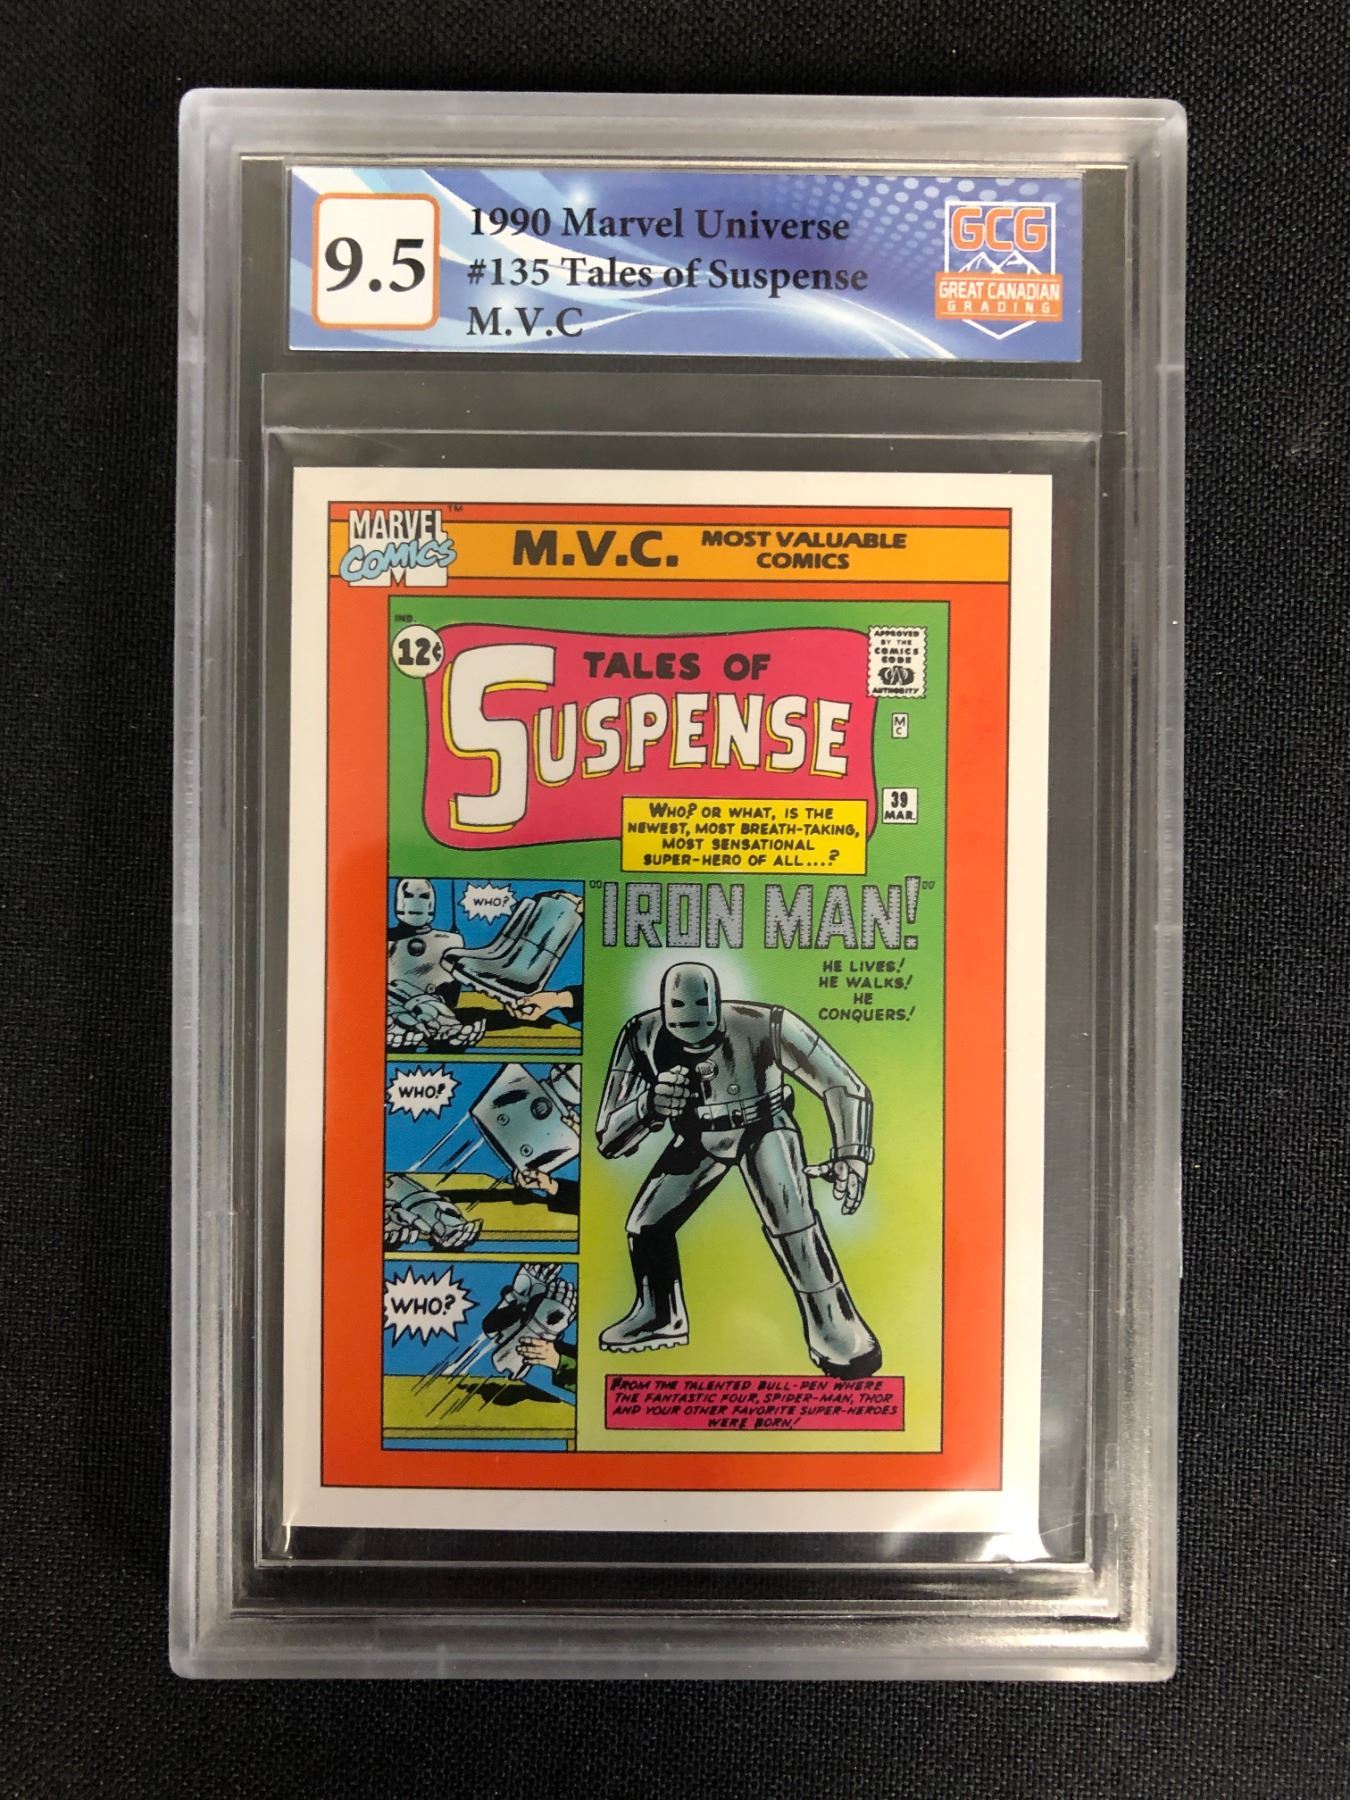 9.5
1990 Marvel Universe
#135 Tales of Suspense
M.V.C
GCG
GREAT CANADIAN
GRADING
MARVEL™
COMICS
M.V.C.
MOST VALUABLE
COMICS
IND.
12¢
TALES OF
SUSPENSE
APPROVED
BY THE
COMICS
CODE
CA
AUTHORITY
M
C
39
MAR.
WHO? OR WHAT, IS THE
NEWEST, MOST BREATH-TAKING,
MOST SENSATIONAL
SUPER-HERO OF ALL...?
WHO?
"IRON MAN!"
HE LIVES!
HE WALKS!
HE
CONQUERS!
WHO?
WHO?
FROM THE TALENTED BULL-PEN WHERE
THE FANTASTIC FOUR, SPIDER-MAN, THOR
AND YOUR OTHER FAVORITE SUPER-HEROES
WERE BORN!